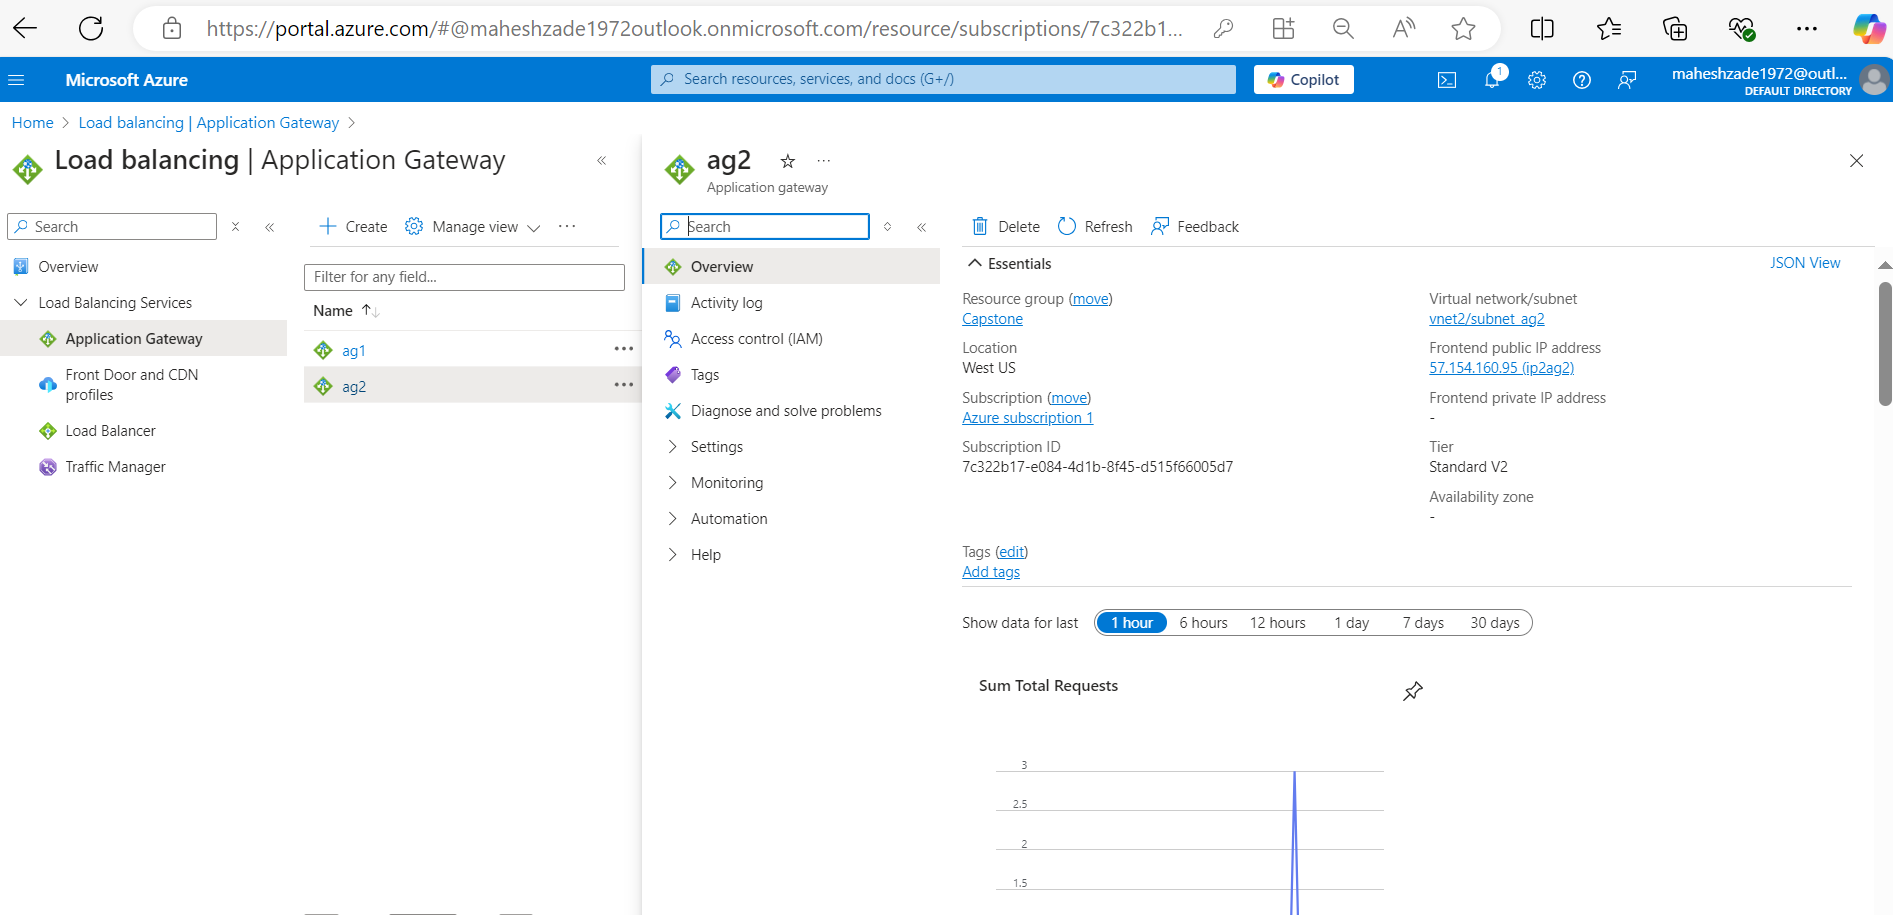 https://portal.azure.com/#@maheshzade1972outlook.onmicrosoft.com/resource/subscriptions/7c322b1...
Microsoft Azure
Search resources, services, and docs (G+/)
Copilot
1
maheshzade1972@outl...
DEFAULT DIRECTORY
Home > Load balancing | Application Gateway >
Load balancing | Application Gateway
Search
Overview
Load Balancing Services
Application Gateway
Front Door and CDN
profiles
Load Balancer
Traffic Manager
Create
Manage view
Filter for any field...
Name
ag1
ag2
ag2
Application gateway
Search
Overview
Activity log
Access control (IAM)
Tags
Diagnose and solve problems
Settings
Monitoring
Automation
Help
Delete
Refresh
Feedback
Essentials
JSON View
Resource group (move)
Capstone
Location
West US
Subscription (move)
Azure subscription 1
Subscription ID
7c322b17-e084-4d1b-8f45-d515f66005d7
Virtual network/subnet
vnet2/subnet_ag2
Frontend public IP address
57.154.160.95 (ip2ag2)
Frontend private IP address
-
Tier
Standard V2
Availability zone
-
Tags (edit)
Add tags
Show data for last
1 hour
6 hours
12 hours
1 day
7 days
30 days
Sum Total Requests
3
2.5
2
1.5